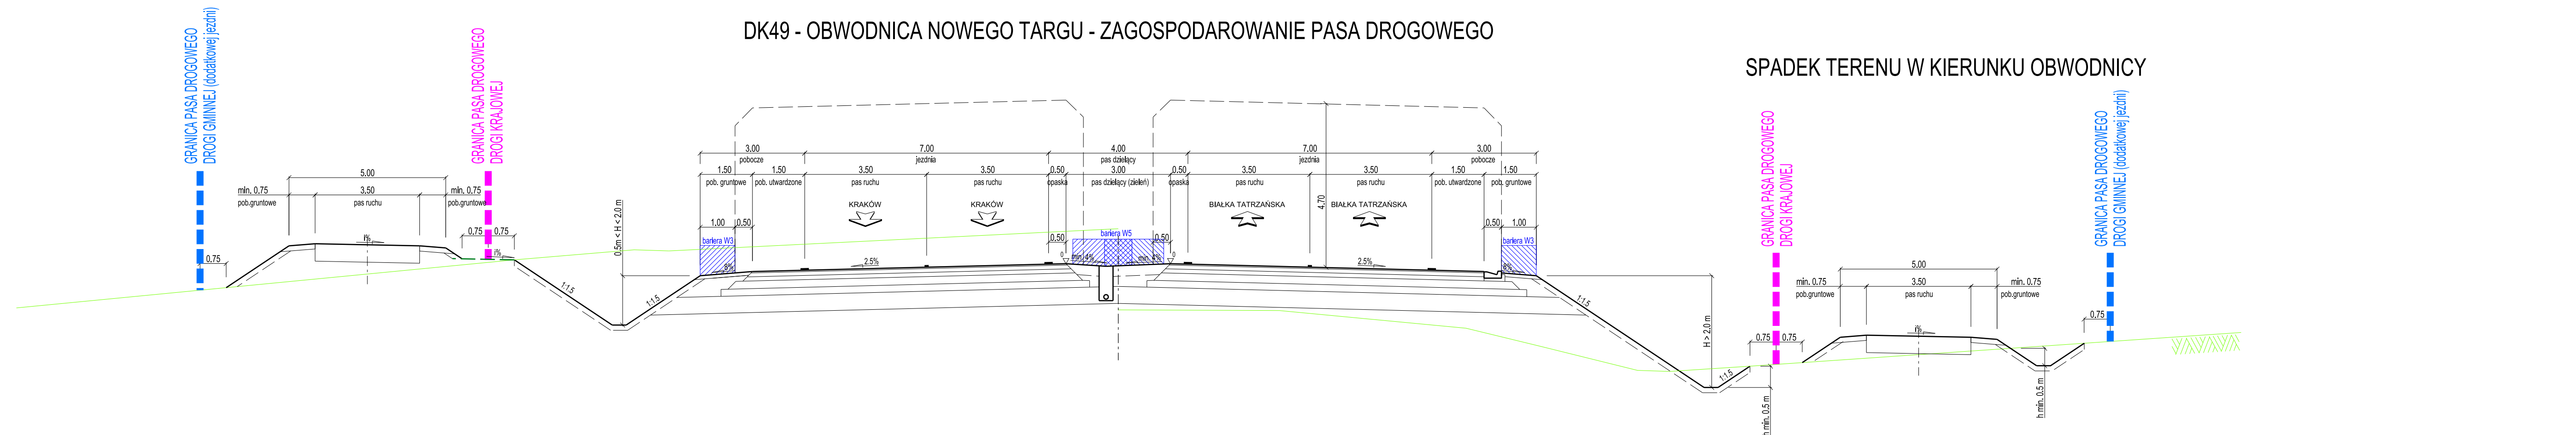 DK49 - OBWODNICA NOWEGO TARGU - ZAGOSPODAROWANIE PASA DROGOWEGO
SPADEK TERENU W KIERUNKU OBWODNICY
GRANICA PASA DROGOWEGO
DROGI GMINNEJ (dodatkowej jezdni)
GRANICA PASA DROGOWEGO
DROGI KRAJOWEJ
5.00
min. 0.75
3.50
min. 0.75
pob.gruntowe
pas ruchu
pob.gruntowe
i%
0.75
0.75
0.75
i%
1:1.5
1:1.5
0.5m < H < 2.0 m
3.00
7.00
4.00
7.00
3.00
pobocze
jezdnia
pas dzielący
jezdnia
pobocze
1.50
1.50
3.50
3.50
0.50
3.00
0.50
3.50
3.50
1.50
1.50
pob. gruntowe
pob. utwardzone
pas ruchu
pas ruchu
opaska
pas dzielący (zieleń)
opaska
pas ruchu
pas ruchu
pob. utwardzone
pob. gruntowe
4.70
KRAKÓW
KRAKÓW
BIAŁKA TATRZAŃSKA
BIAŁKA TATRZAŃSKA
1.00
0.50
0.50
1.00
bariera W3
bariera W5
bariera W3
0.50
0.50
8%
2.5%
0
min. 4%
min. 4%
0
2.5%
8%
1:1.5
1:1.5
H > 2.0 m
GRANICA PASA DROGOWEGO
DROGI KRAJOWEJ
GRANICA PASA DROGOWEGO
DROGI GMINNEJ (dodatkowej jezdni)
5.00
min. 0.75
3.50
min. 0.75
pob.gruntowe
pas ruchu
pob.gruntowe
i%
0.75
0.75
0.75
h min. 0.5 m
h min. 0.5 m